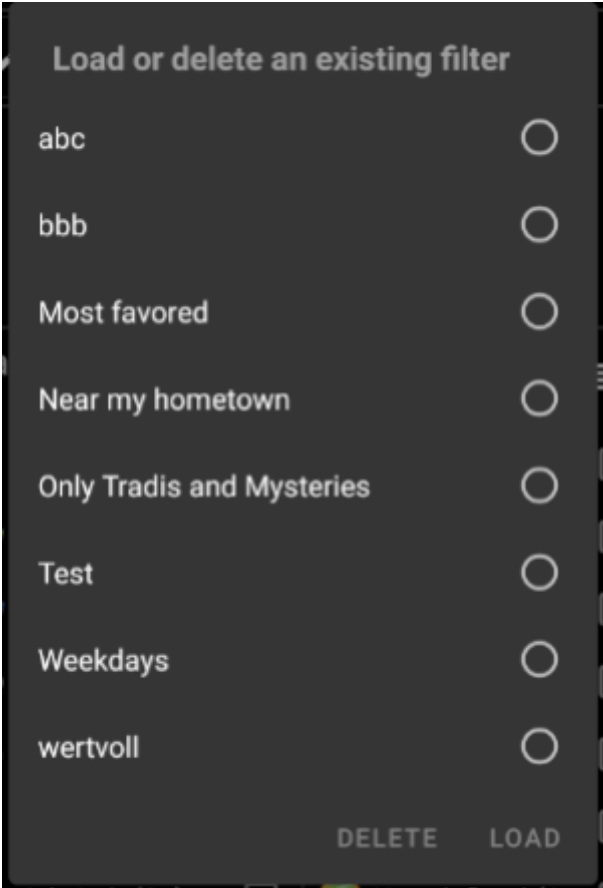 Load or delete an existing filter
abc
bbb
Most favored
Near my hometown
Only Tradis and Mysteries
Test
Weekdays
wertvoll
DELETE LOAD